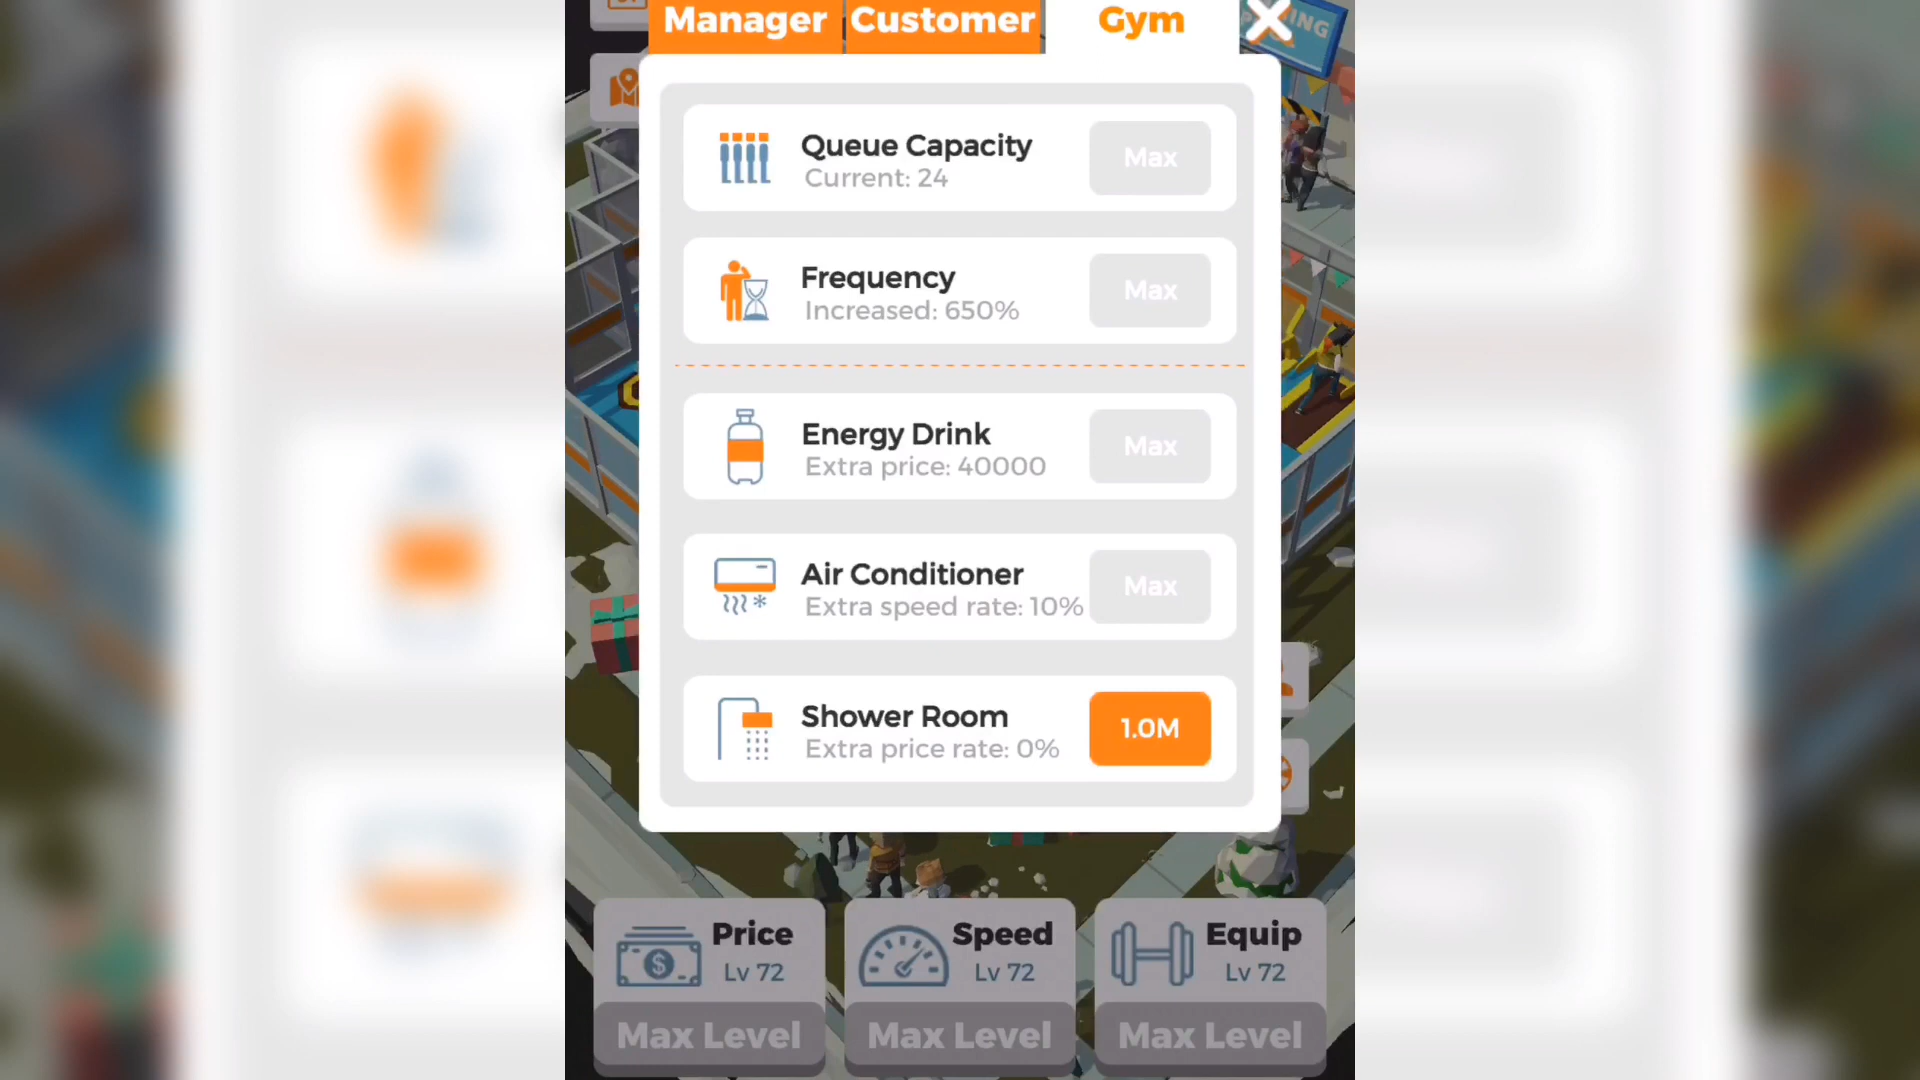 Manager
Customer
Gym
Queue Capacity
Current: 24
Max
Frequency
Increased: 650%
Max
Energy Drink
Extra price: 40000
Max
Air Conditioner
Extra speed rate: 10%
Max
Shower Room
Extra price rate: 0%
1.0M
Price
Lv 72
Max Level
Speed
Lv 72
Max Level
Equip
Lv 72
Max Level